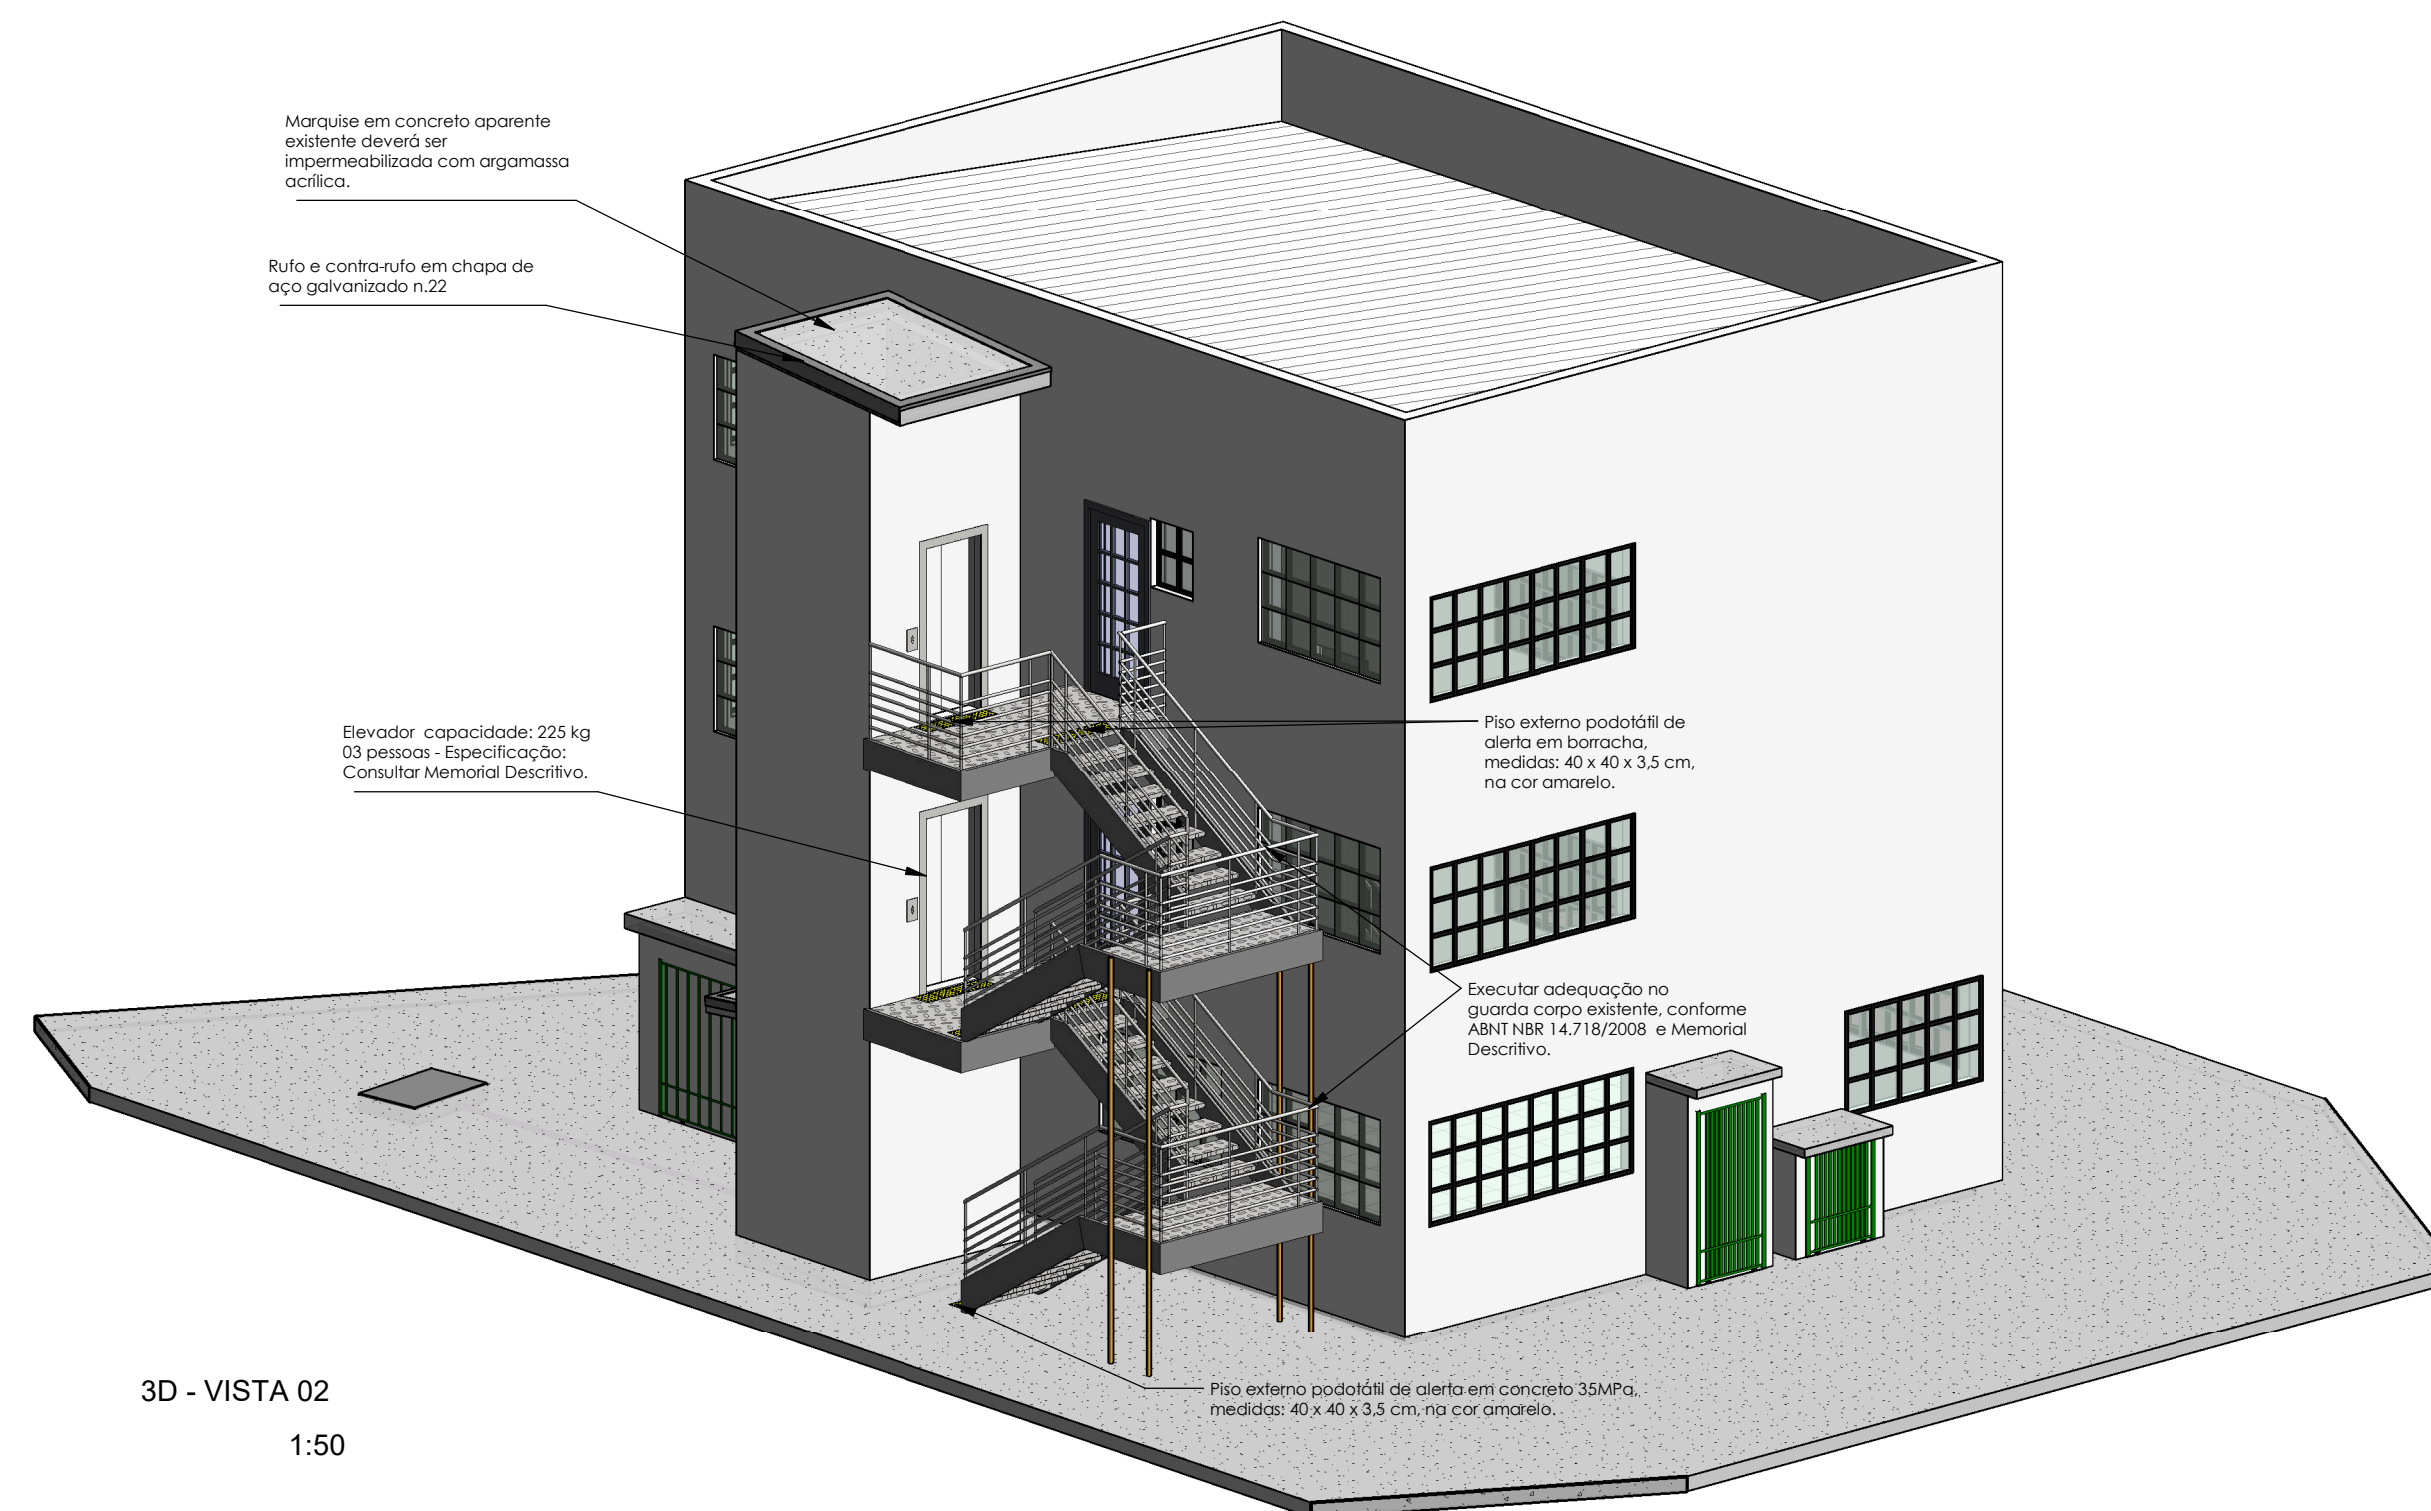 Marquise em concreto aparente
existente deverá ser
impermeabilizada com argamassa
acrílica.
Rufo e contra-rufo em chapa de
aço galvanizado n.22
Elevador capacidade: 225 kg
03 pessoas - Especificação:
Consultar Memorial Descritivo.
Piso externo podotátil de
alerta em borracha,
medidas: 40 x 40 x 3,5 cm,
na cor amarelo.
Executar adequação no
guarda corpo existente, conforme
ABNT NBR 14.718/2008 e Memorial
Descritivo.
Piso externo podotátil de alerta em concreto 35MPa,
medidas: 40 x 40 x 3,5 cm, na cor amarelo.
3D - VISTA 02
1:50